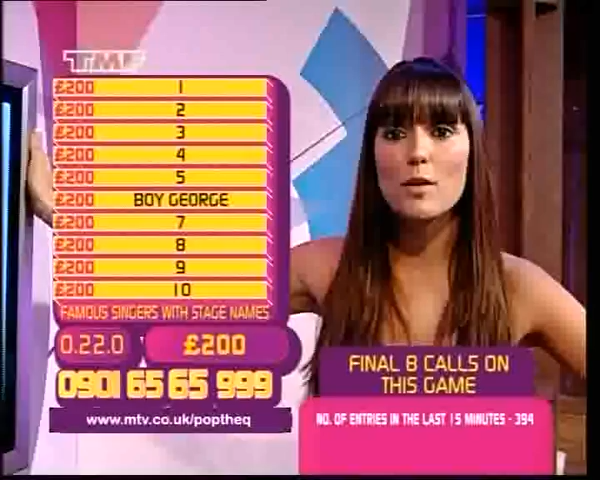 TMF
£200 1
£200 2
£200 3
£200 4
£200 5
£200 BOY GEORGE
£200 7
£200 8
£200 9
£200 10
FAMOUS SINGERS WITH STAGE NAMES
0.22.0 £200
0901 65 65 999
www.mtv.co.uk/poptheq
FINAL 8 CALLS ON
THIS GAME
NO. OF ENTRIES IN THE LAST 15 MINUTES - 394